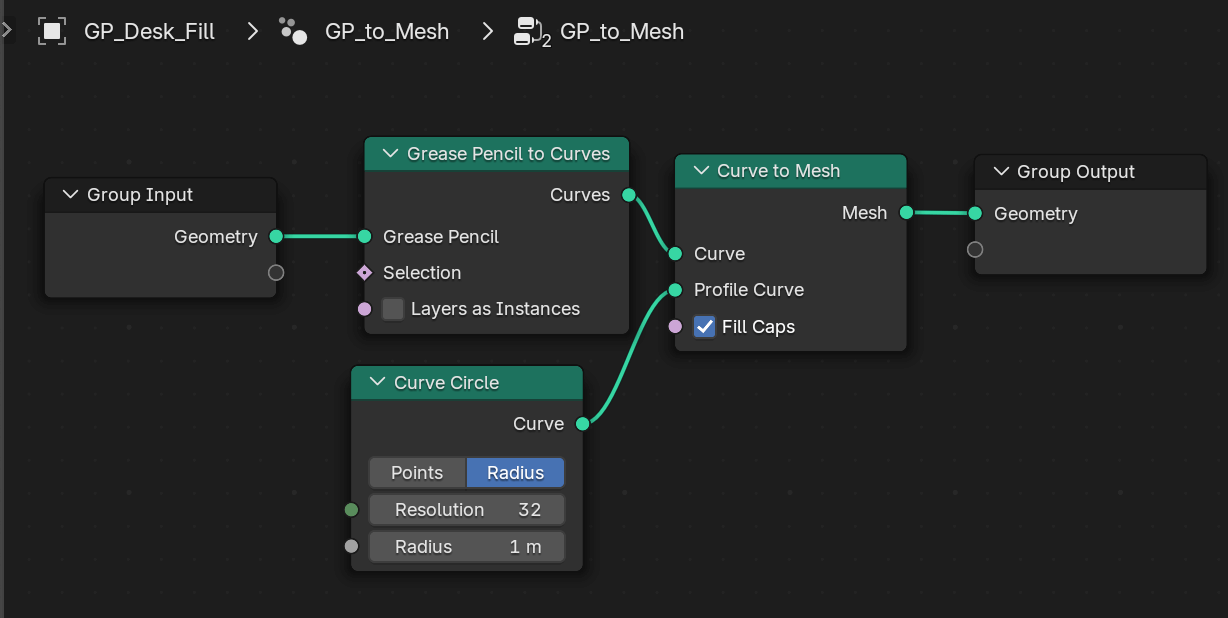 GP_Desk_Fill > GP_to_Mesh > 2 GP_to_Mesh
Group Input
Geometry
Grease Pencil to Curves
Curves
Grease Pencil
Selection
Layers as Instances
Curve Circle
Curve
Points Radius
Resolution 32
Radius 1 m
Curve to Mesh
Mesh
Curve
Profile Curve
Fill Caps
Group Output
Geometry